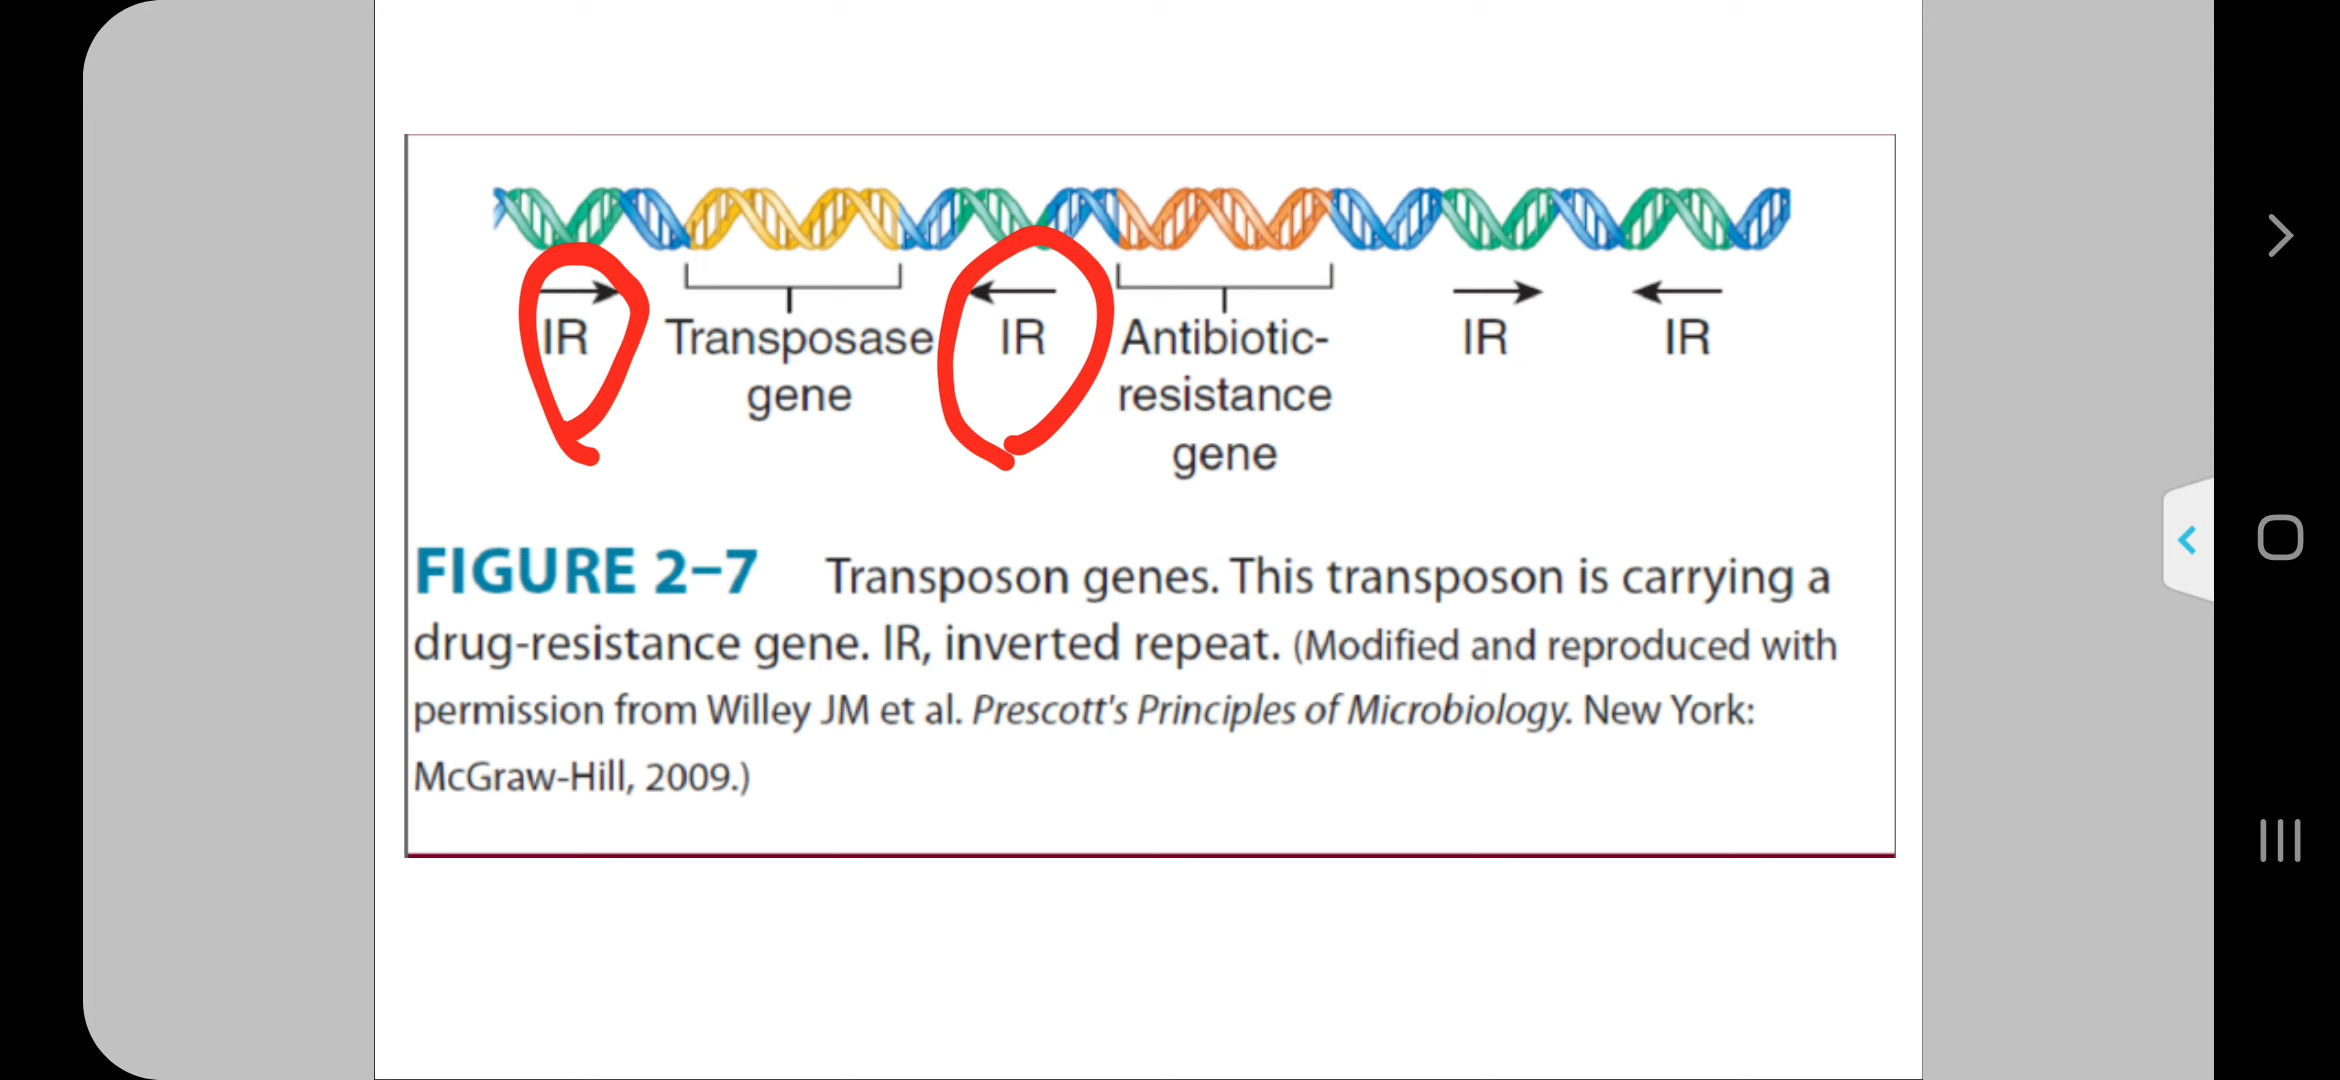 IR
Transposase
gene
IR
Antibiotic-
resistance
gene
IR
IR
FIGURE 2–7 Transposon genes. This transposon is carrying a
drug-resistance gene. IR, inverted repeat. (Modified and reproduced with
permission from Willey JM et al. Prescott's Principles of Microbiology. New York:
McGraw-Hill, 2009.)